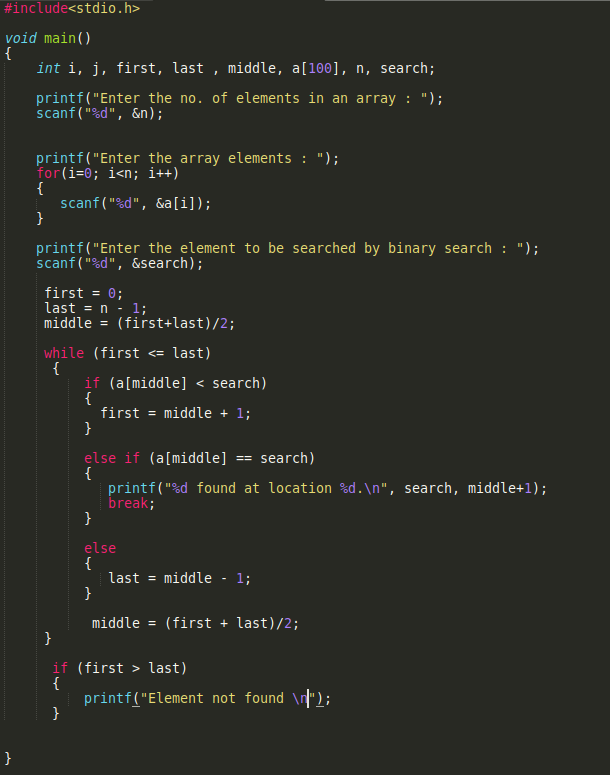 #include<stdio.h>
void main()
{
int i, j, first, last , middle, a[100], n, search;
printf("Enter the no. of elements in an array : ");
scanf("%d", &n);
printf("Enter the array elements : ");
for(i=0; i<n; i++)
{
scanf("%d", &a[i]);
}
printf("Enter the element to be searched by binary search : ");
scanf("%d", &search);
first = 0;
last = n - 1;
middle = (first+last)/2;
while (first <= last)
{
if (a[middle] < search)
{
first = middle + 1;
}
else if (a[middle] == search)
{
printf("%d found at location %d.\n", search, middle+1);
break;
}
else
{
last = middle - 1;
}
middle = (first + last)/2;
}
if (first > last)
{
printf("Element not found \n");
}
}